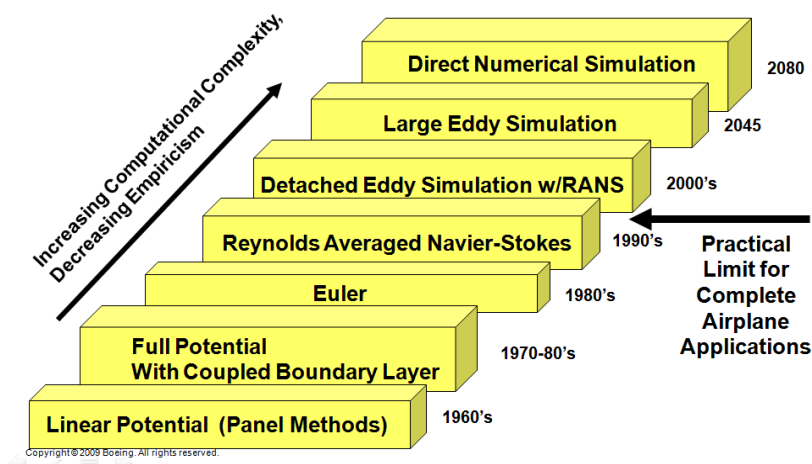 Increasing Computational Complexity,
Decreasing Empiricism
Direct Numerical Simulation
2080
Large Eddy Simulation
2045
Detached Eddy Simulation w/RANS
2000's
Reynolds Averaged Navier-Stokes
1990's
Practical
Limit for
Complete
Airplane
Applications
Euler
1980's
Full Potential
With Coupled Boundary Layer
1970-80's
Linear Potential (Panel Methods)
1960's
Copyright © 2009 Boeing. All rights reserved.